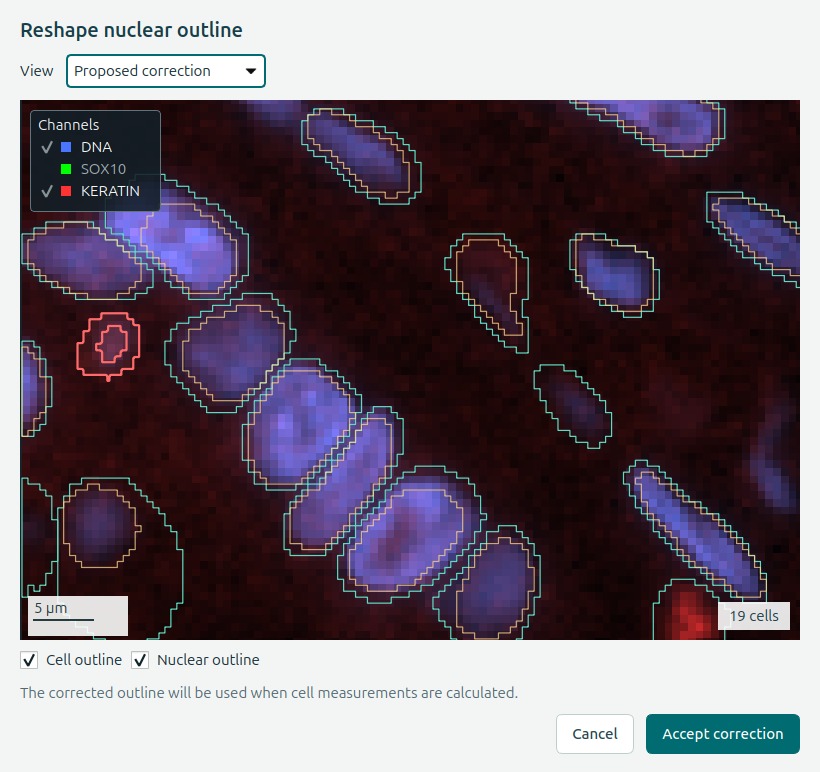 Reshape nuclear outline
View Proposed correction
Channels
DNA
SOX10
KERATIN
5 µm
19 cells
Cell outline Nuclear outline
The corrected outline will be used when cell measurements are calculated.
Cancel Accept correction